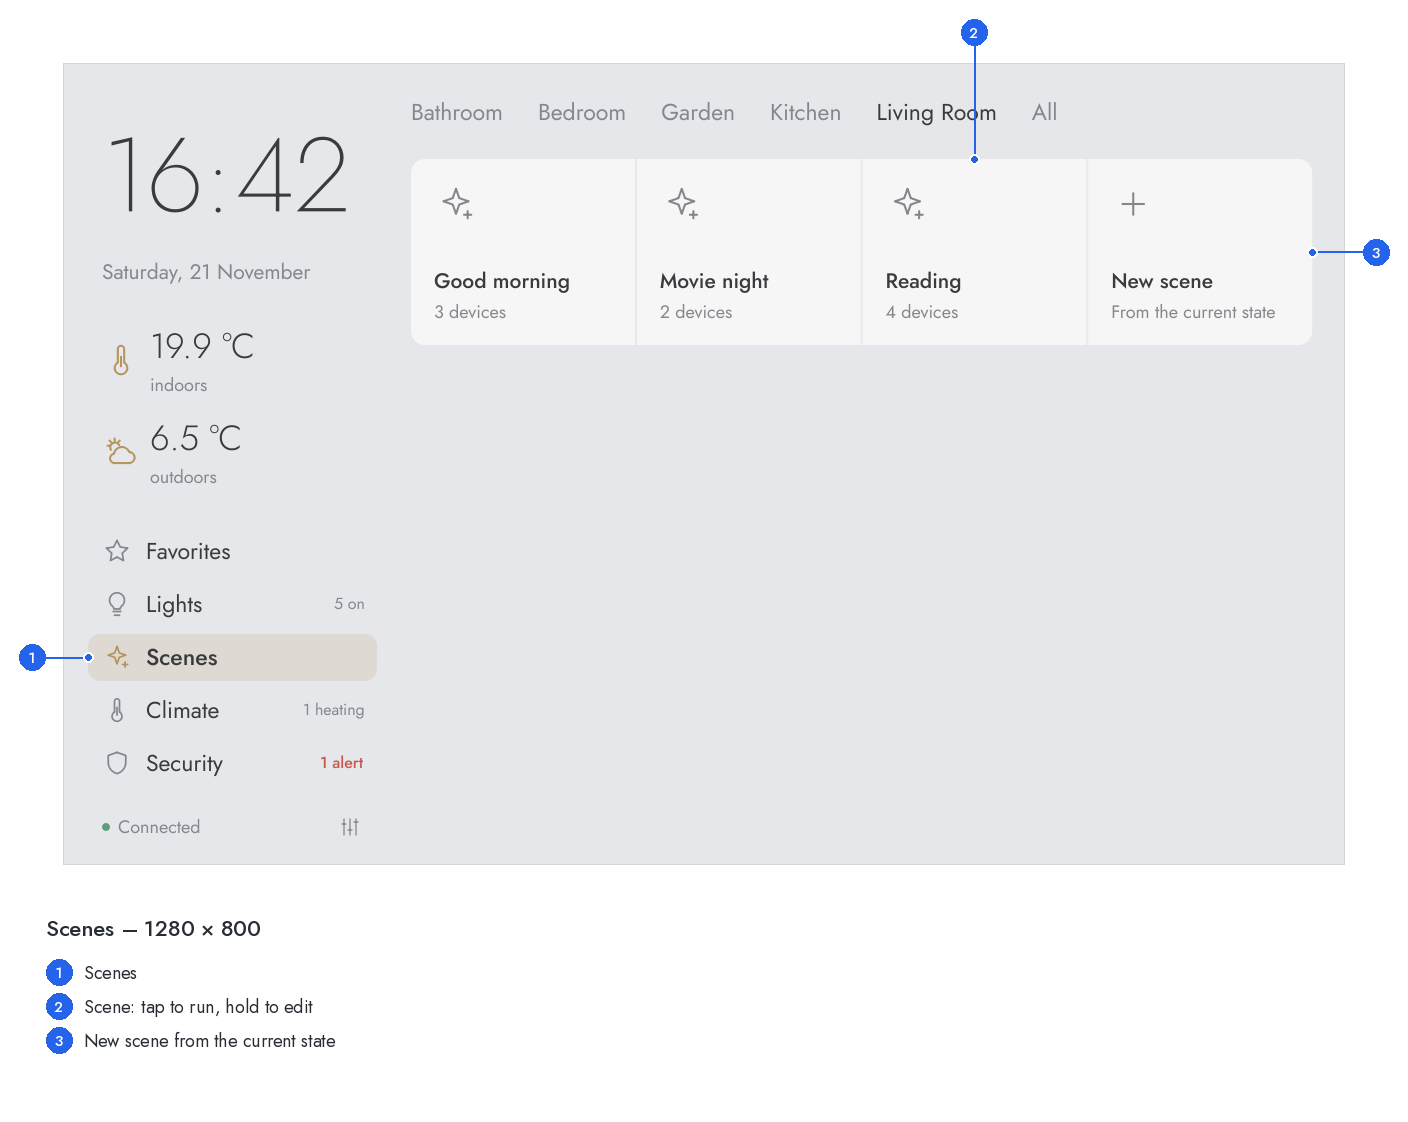 2
Bathroom Bedroom Garden Kitchen Living Room All
16:42
Saturday, 21 November
19.9 °C
indoors
6.5 °C
outdoors
Good morning
3 devices
Movie night
2 devices
Reading
4 devices
New scene
From the current state
3
Favorites
Lights 5 on
1 Scenes
Climate 1 heating
Security 1 alert
Connected
Scenes – 1280 × 800
1 Scenes
2 Scene: tap to run, hold to edit
3 New scene from the current state